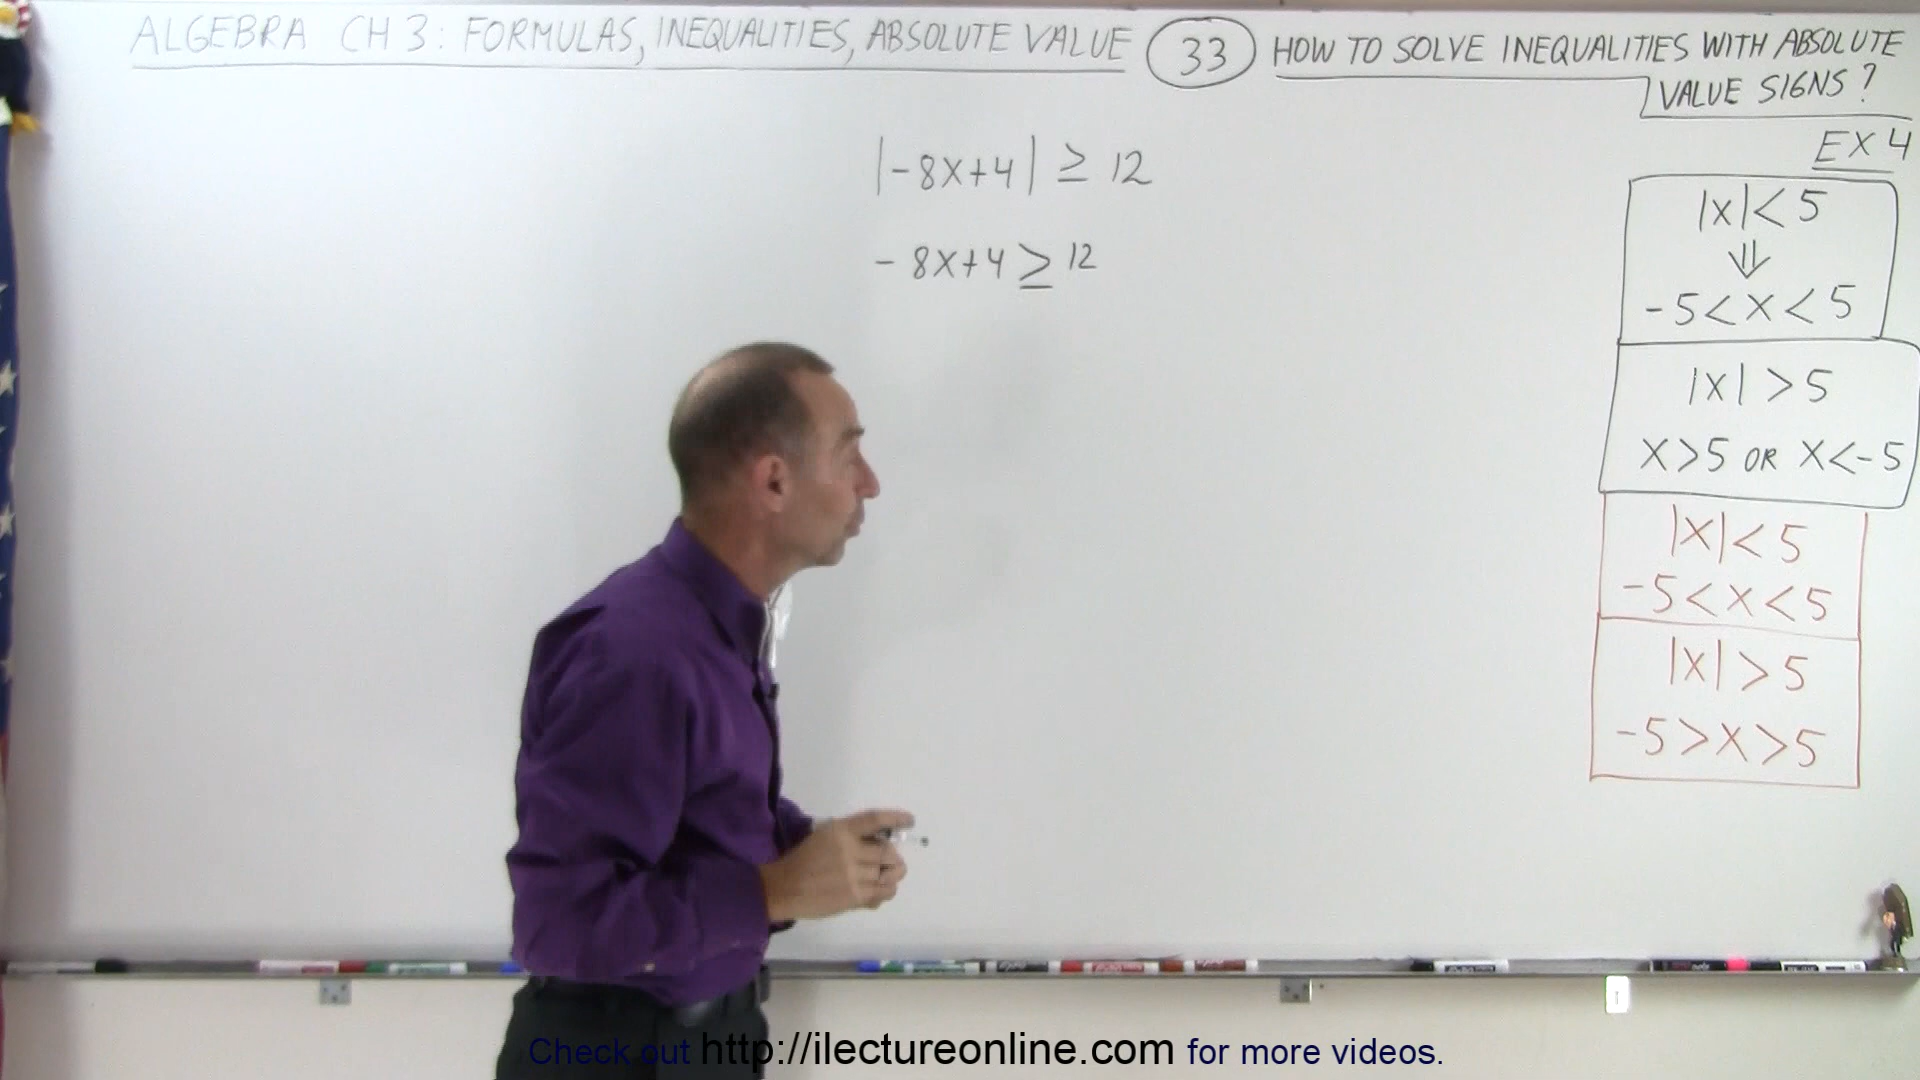 ALGEBRA CH 3: FORMULAS, INEQUALITIES, ABSOLUTE VALUE 33 HOW TO SOLVE INEQUALITIES WITH ABSOLUTE
VALUE SIGNS?
EX 4
|-8X+4| ≥ 12
- 8X+4 ≥ 12
|X|<5
⇓
-5<X<5
|X|>5
X>5 OR X<-5
|X|<5
-5<X<5
|X|>5
-5>X>5
Check out http://ilectureonline.com for more videos.